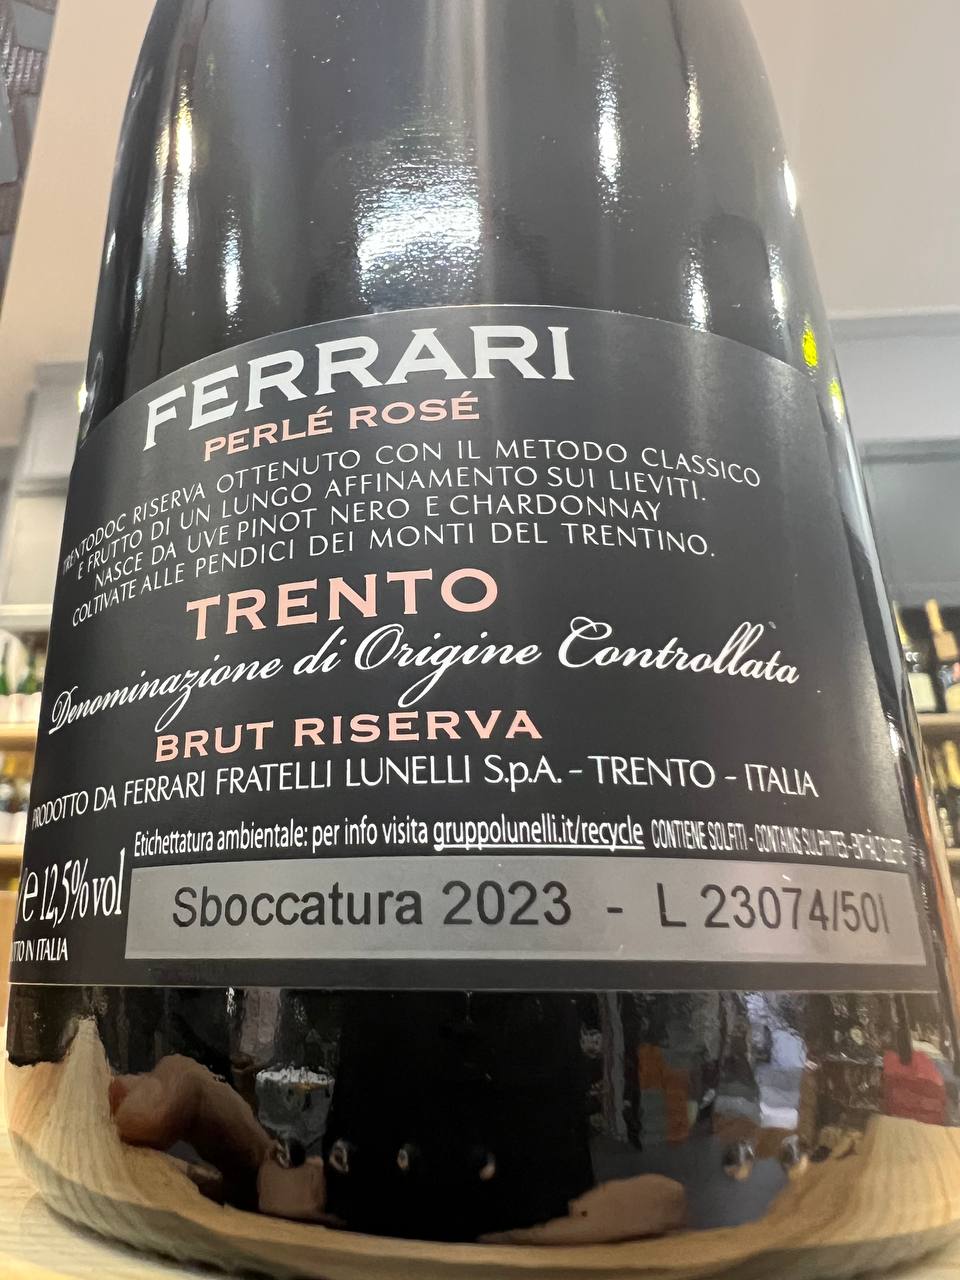 FERRARI
PERLÉ ROSÉ
TRENTODOC RISERVA OTTENUTO CON IL METODO CLASSICO
E FRUTTO DI UN LUNGO AFFINAMENTO SUI LIEVITI.
NASCE DA UVE PINOT NERO E CHARDONNAY
COLTIVATE ALLE PENDICI DEI MONTI DEL TRENTINO.
TRENTO
Denominazione di Origine Controllata
BRUT RISERVA
PRODOTTO DA FERRARI FRATELLI LUNELLI S.p.A. - TRENTO - ITALIA
Etichettatura ambientale: per info visita gruppolunelli.it/recycle CONTIENE SOLFITI - CONTAINS SULPHITES -
e 12,5% vol
Sboccatura 2023 - L 23074/50I
IN ITALIA